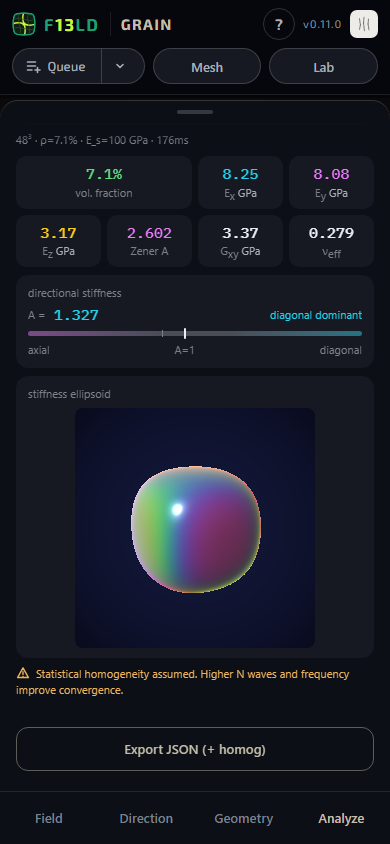 F13LD GRAIN ? v0.11.0
Queue Mesh Lab
48³ · ρ=7.1% · E_s=100 GPa · 176ms
7.1% 8.25 8.08
vol. fraction Ex GPa Ey GPa
3.17 2.602 3.37 0.279
Ez GPa Zener A Gxy GPa νeff
directional stiffness
A = 1.327 diagonal dominant
axial A=1 diagonal
stiffness ellipsoid
⚠ Statistical homogeneity assumed. Higher N waves and frequency
improve convergence.
Export JSON (+ homog)
Field Direction Geometry Analyze